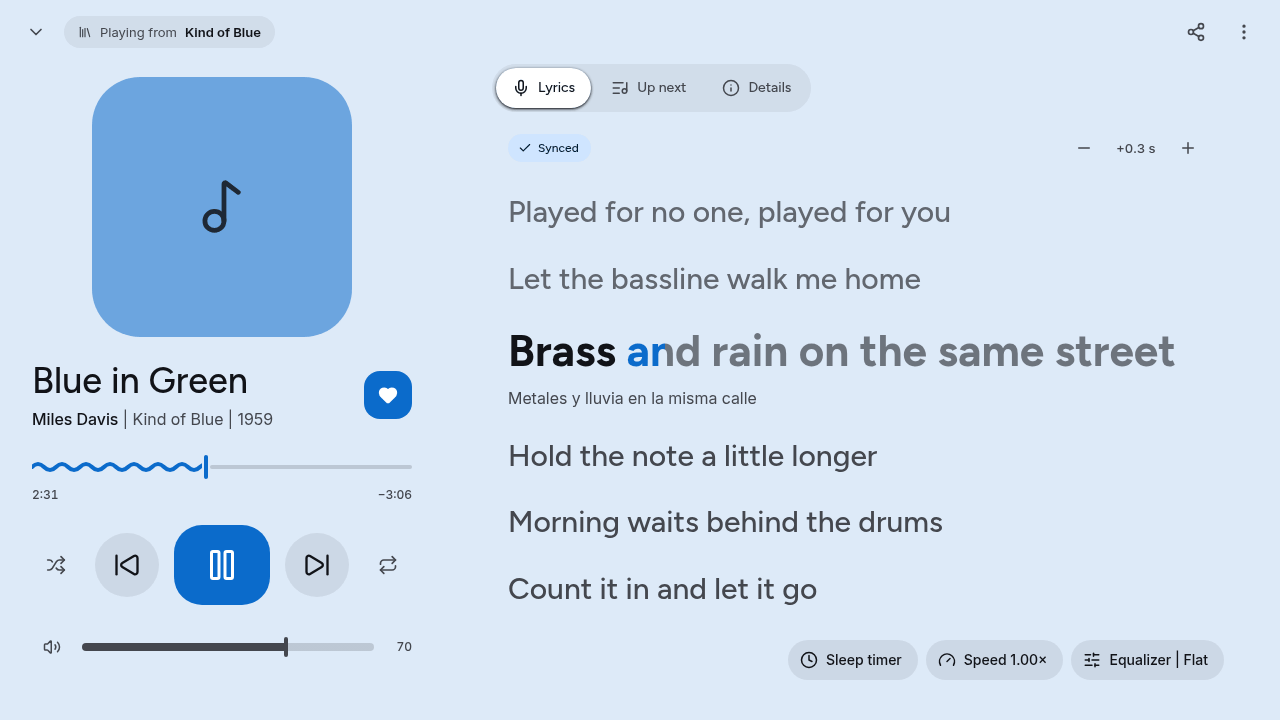 Playing from Kind of Blue
Lyrics
Up next
Details
Synced
+0.3 s
Played for no one, played for you
Let the bassline walk me home
Brass and rain on the same street
Metales y lluvia en la misma calle
Hold the note a little longer
Morning waits behind the drums
Count it in and let it go
Blue in Green
Miles Davis | Kind of Blue | 1959
2:31
−3:06
70
Sleep timer
Speed 1.00×
Equalizer | Flat